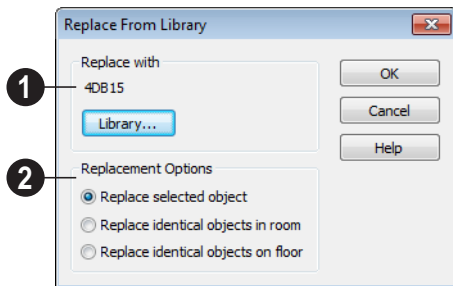 Replace From Library
1
Replace with
4DB15
Library...
OK
Cancel
Help
2
Replacement Options
Replace selected object
Replace identical objects in room
Replace identical objects on floor